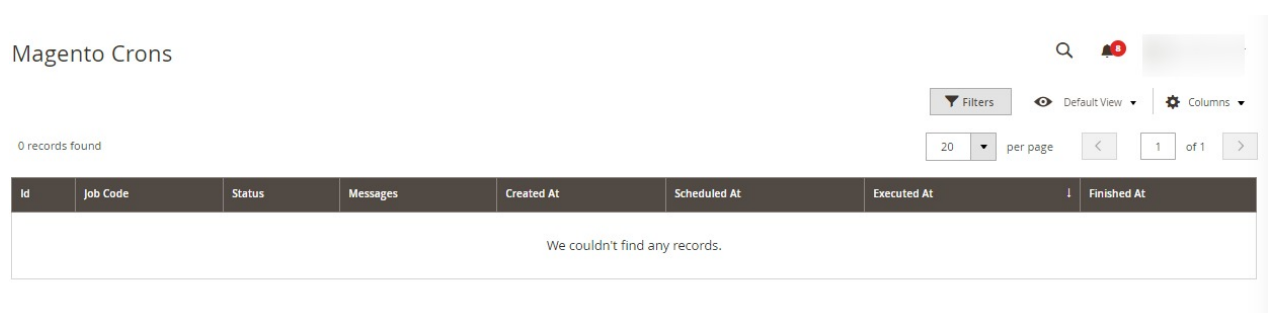 Magento Crons
8
Filters
Default View
Columns
0 records found
20
per page
1
of 1
Id
Job Code
Status
Messages
Created At
Scheduled At
Executed At
↓
Finished At
We couldn't find any records.